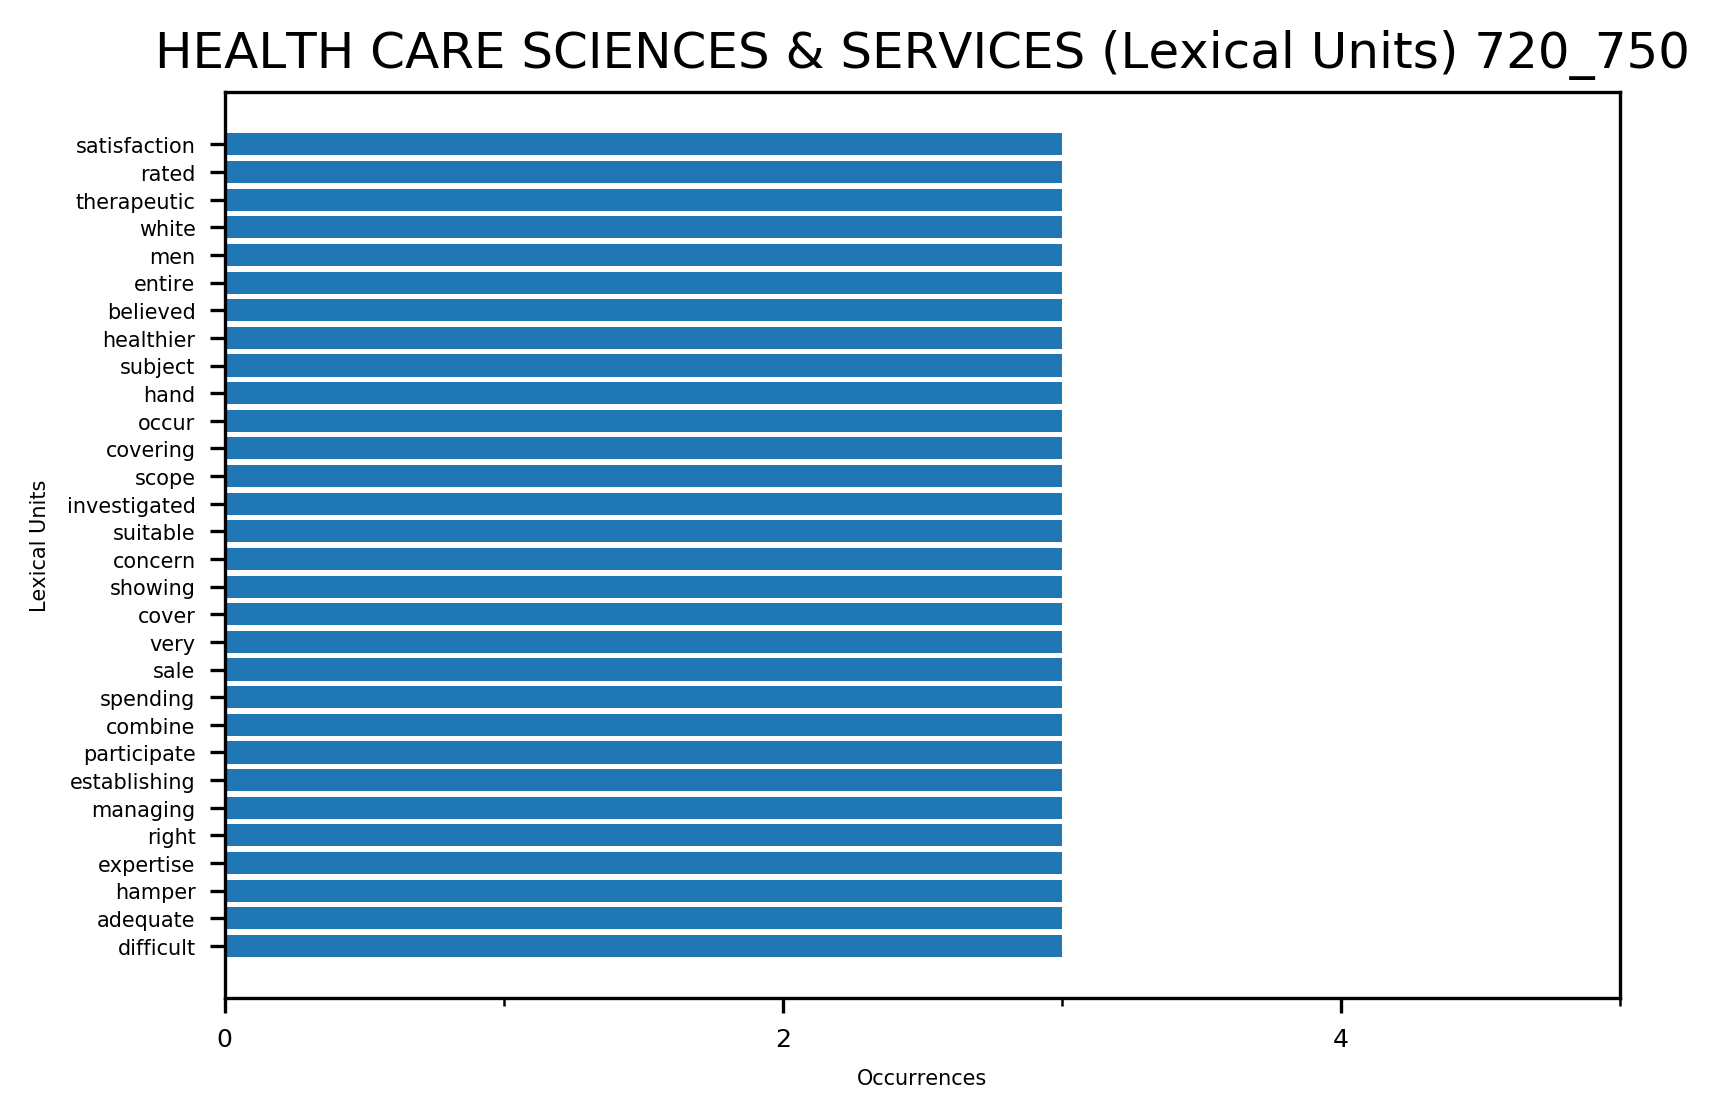 HEALTH CARE SCIENCES & SERVICES (Lexical Units) 720_750
satisfaction
rated
therapeutic
white
men
entire
believed
healthier
subject
hand
occur
covering
scope
investigated
suitable
concern
showing
cover
very
sale
spending
combine
participate
establishing
managing
right
expertise
hamper
adequate
difficult
Lexical Units
0 2 4
Occurrences